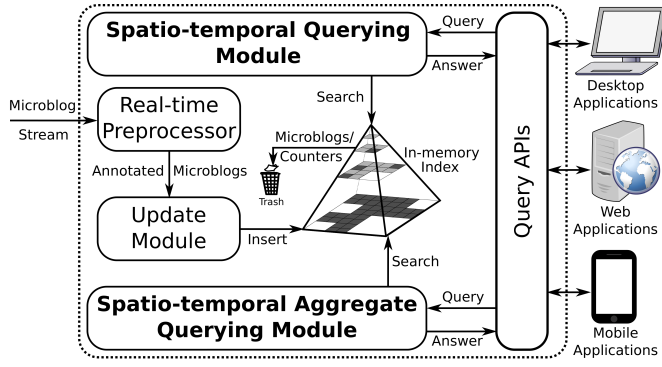 Spatio-temporal Querying
Module
Query
Answer
Desktop
Applications
Microblog
Stream
Real-time
Preprocessor
Search
Microblogs/
Counters
Trash
In-memory
Index
Annotated Microblogs
Update
Module
Insert
Query APIs
Web
Applications
Search
Spatio-temporal Aggregate
Querying Module
Query
Answer
Mobile
Applications